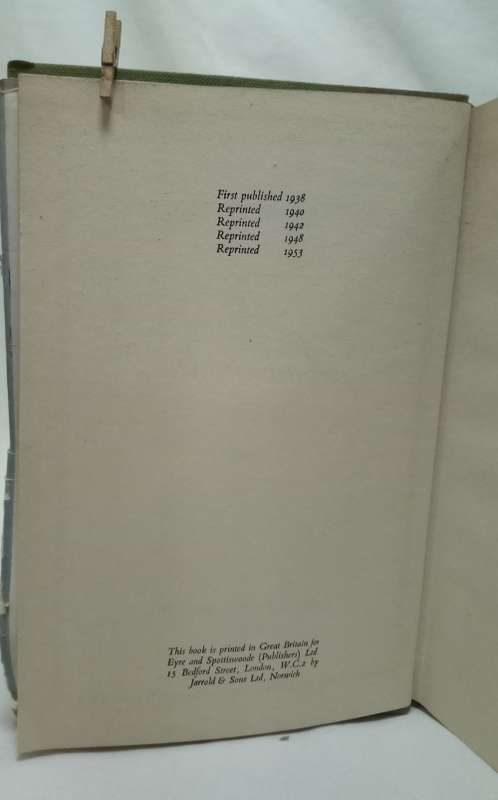 First published 1938
Reprinted 1940
Reprinted 1942
Reprinted 1948
Reprinted 1953
This book is printed in Great Britain for
Eyre and Spottiswoode (Publishers) Ltd
15 Bedford Street, London, W.C.2 by
Jarrold & Sons Ltd, Norwich